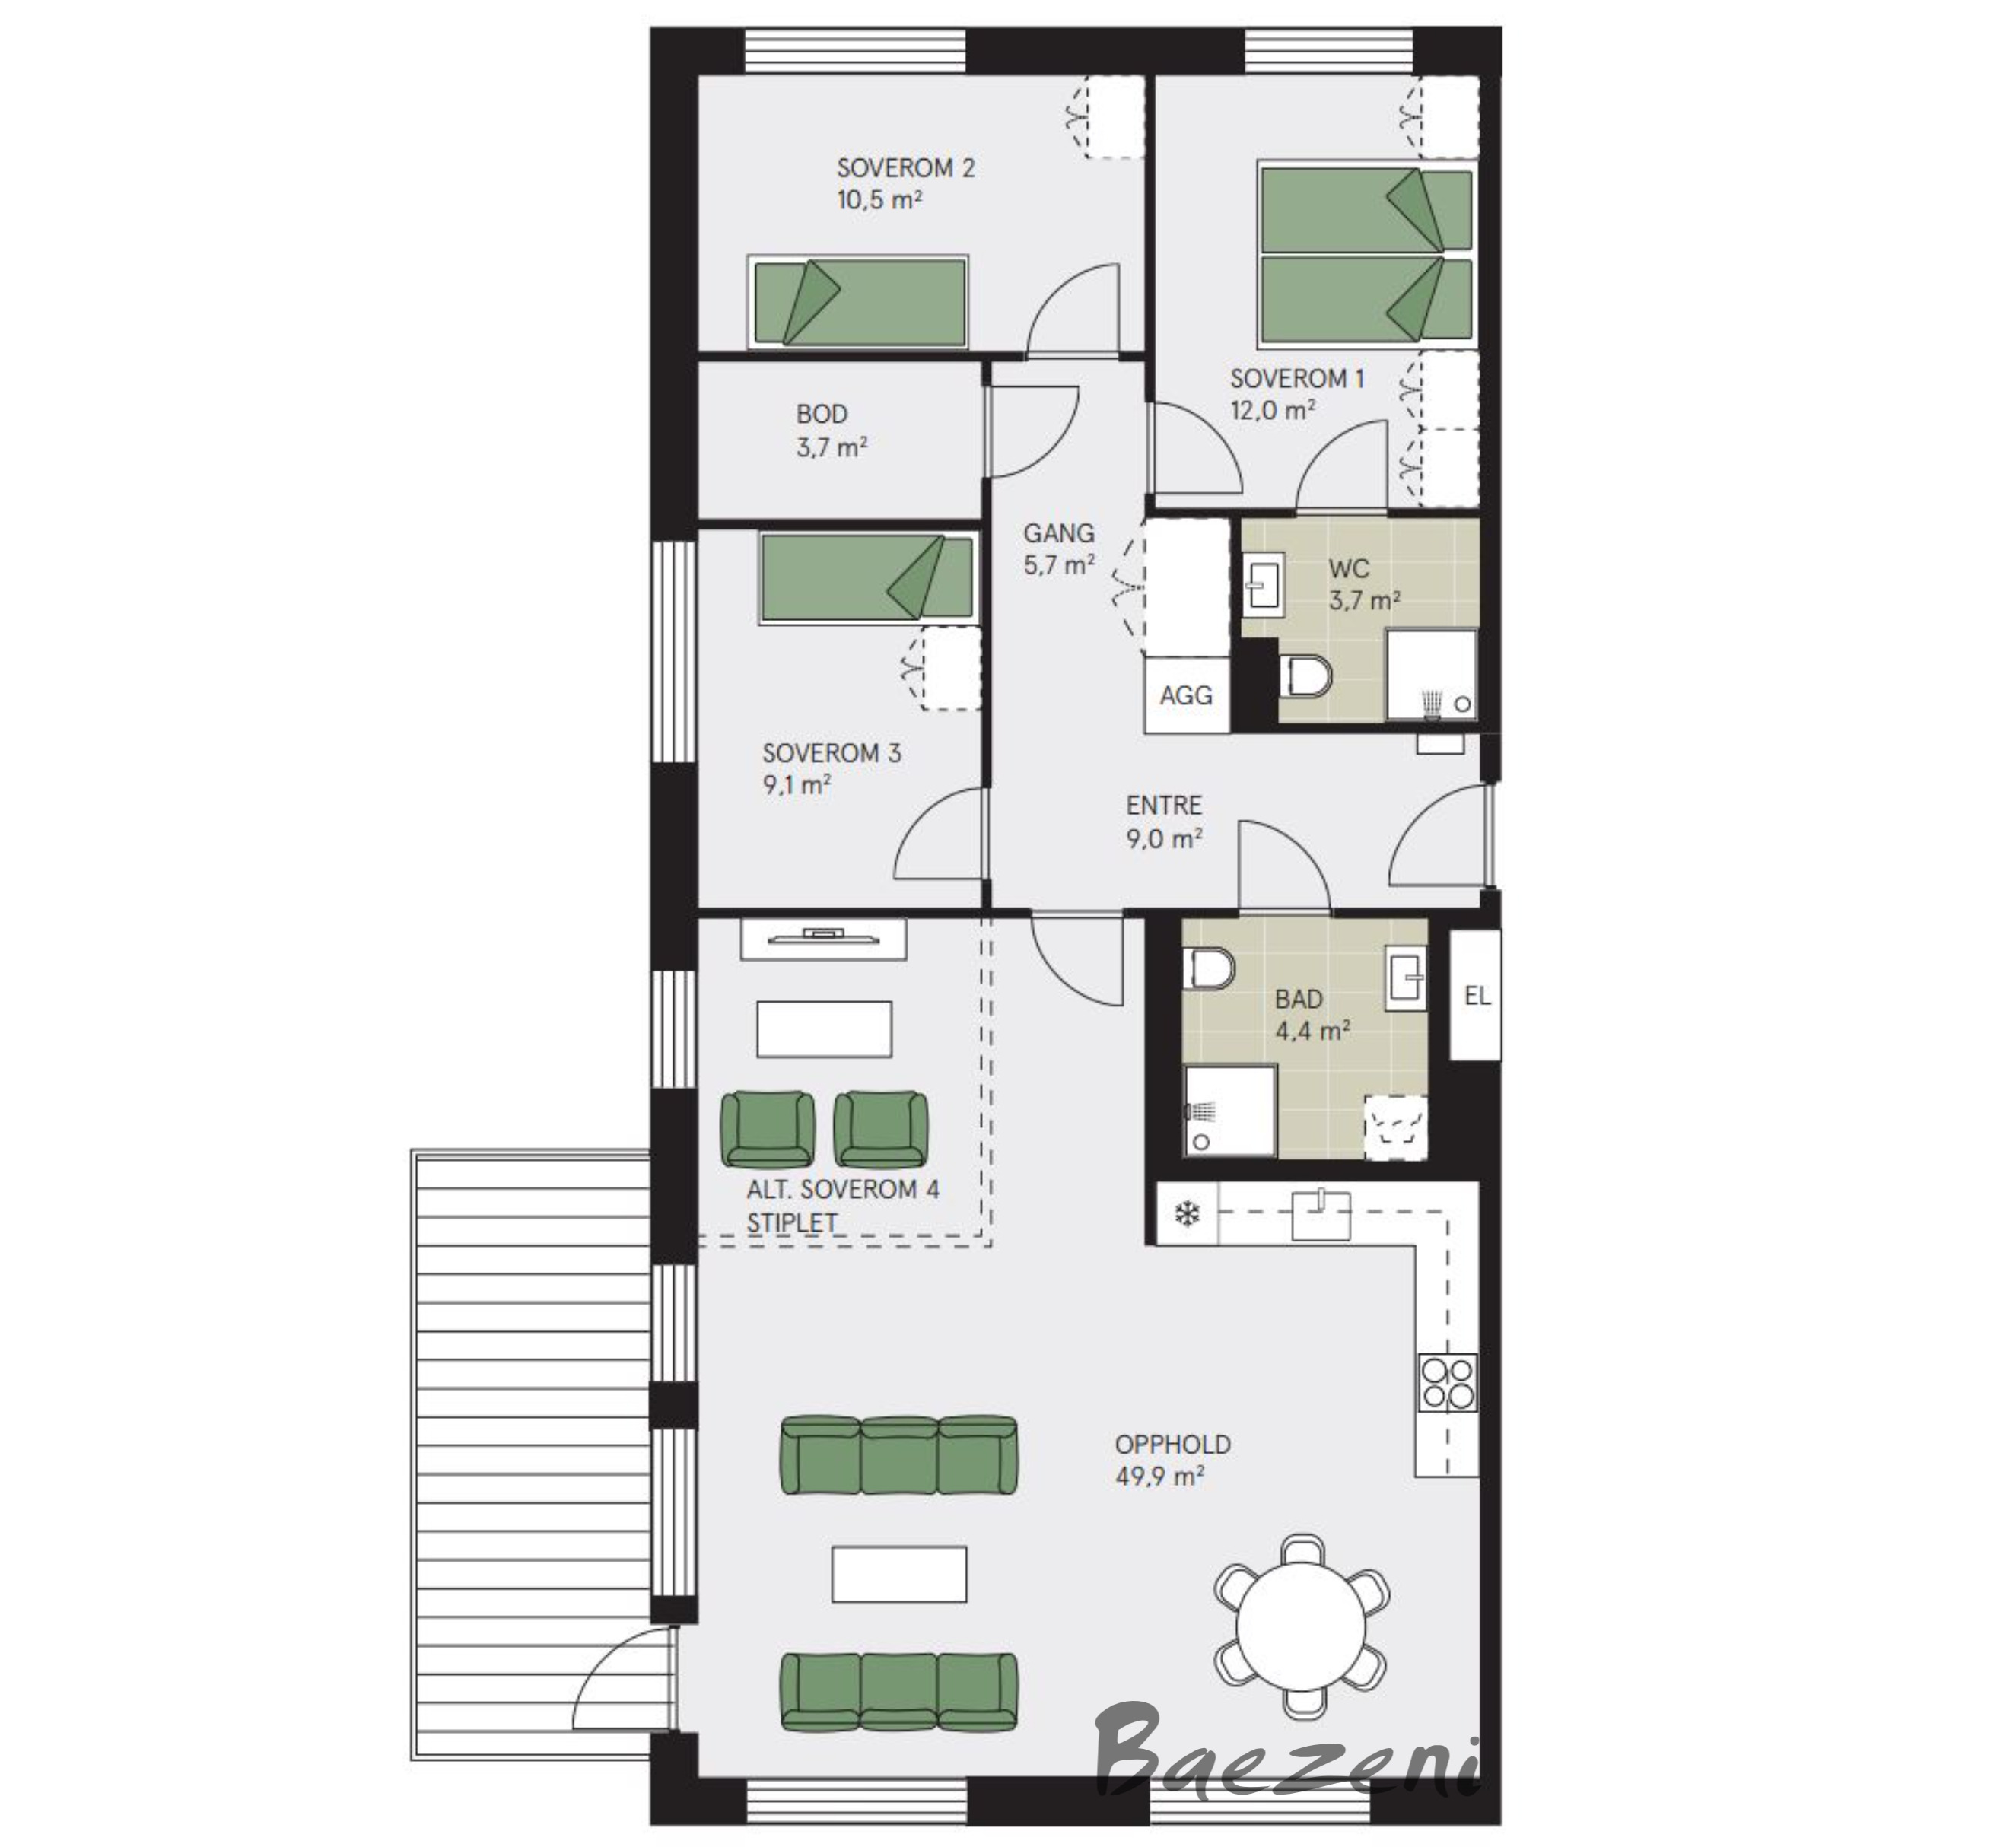 SOVEROM 2
10,5 m²
SOVEROM 1
12,0 m²
BOD
3,7 m²
GANG
5,7 m²
WC
3,7 m²
AGG
SOVEROM 3
9,1 m²
ENTRE
9,0 m²
BAD
4,4 m²
EL
ALT. SOVEROM 4
STIPLET
OPPHOLD
49,9 m²
Baezeni